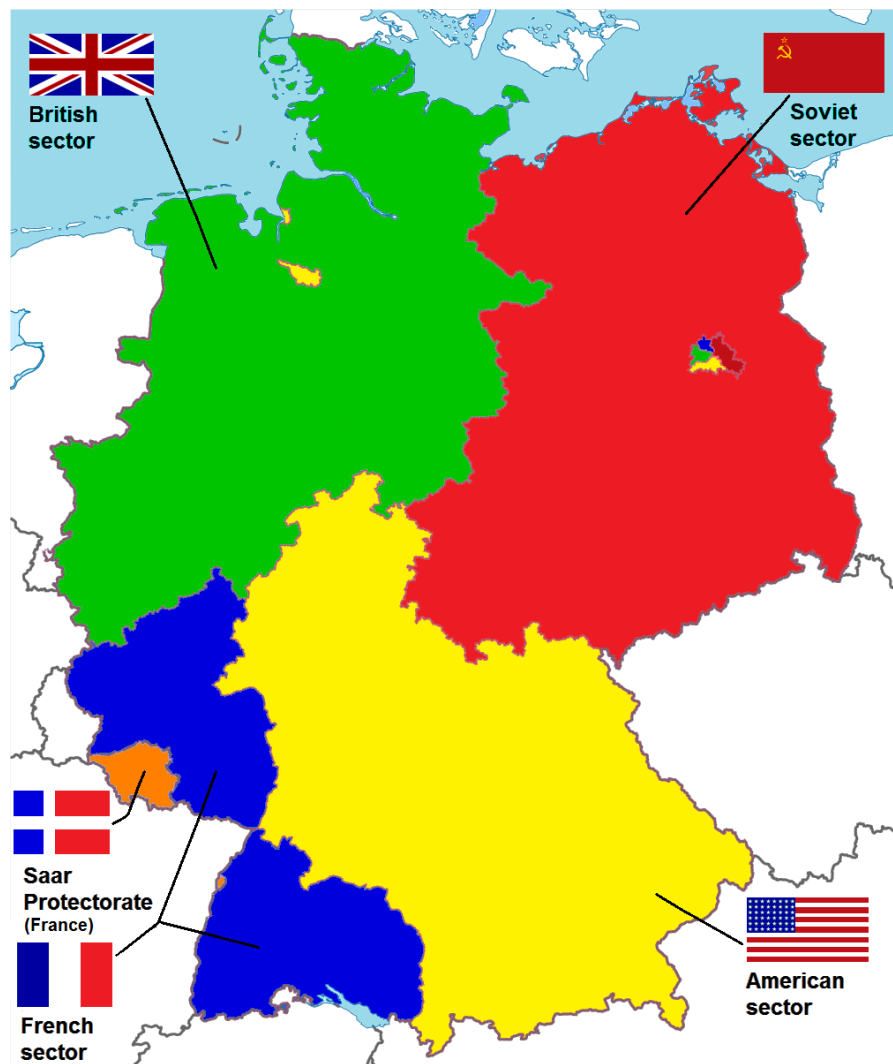 British
sector
Soviet
sector
Saar
Protectorate
(France)
French
sector
American
sector